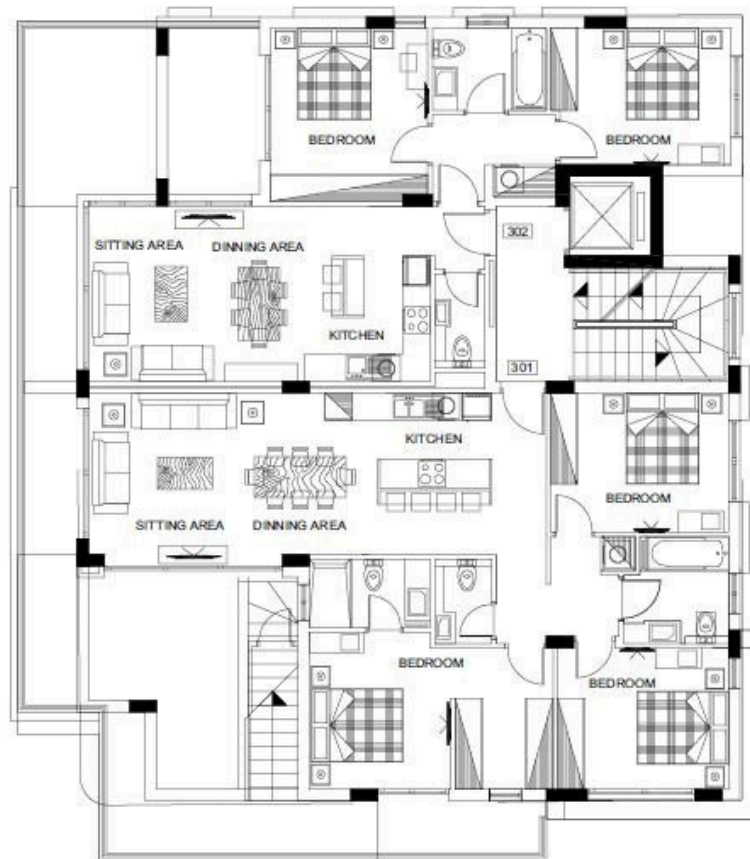 BEDROOM
BEDROOM
302
SITTING AREA
DINNING AREA
KITCHEN
301
KITCHEN
BEDROOM
SITTING AREA
DINNING AREA
BEDROOM
BEDROOM